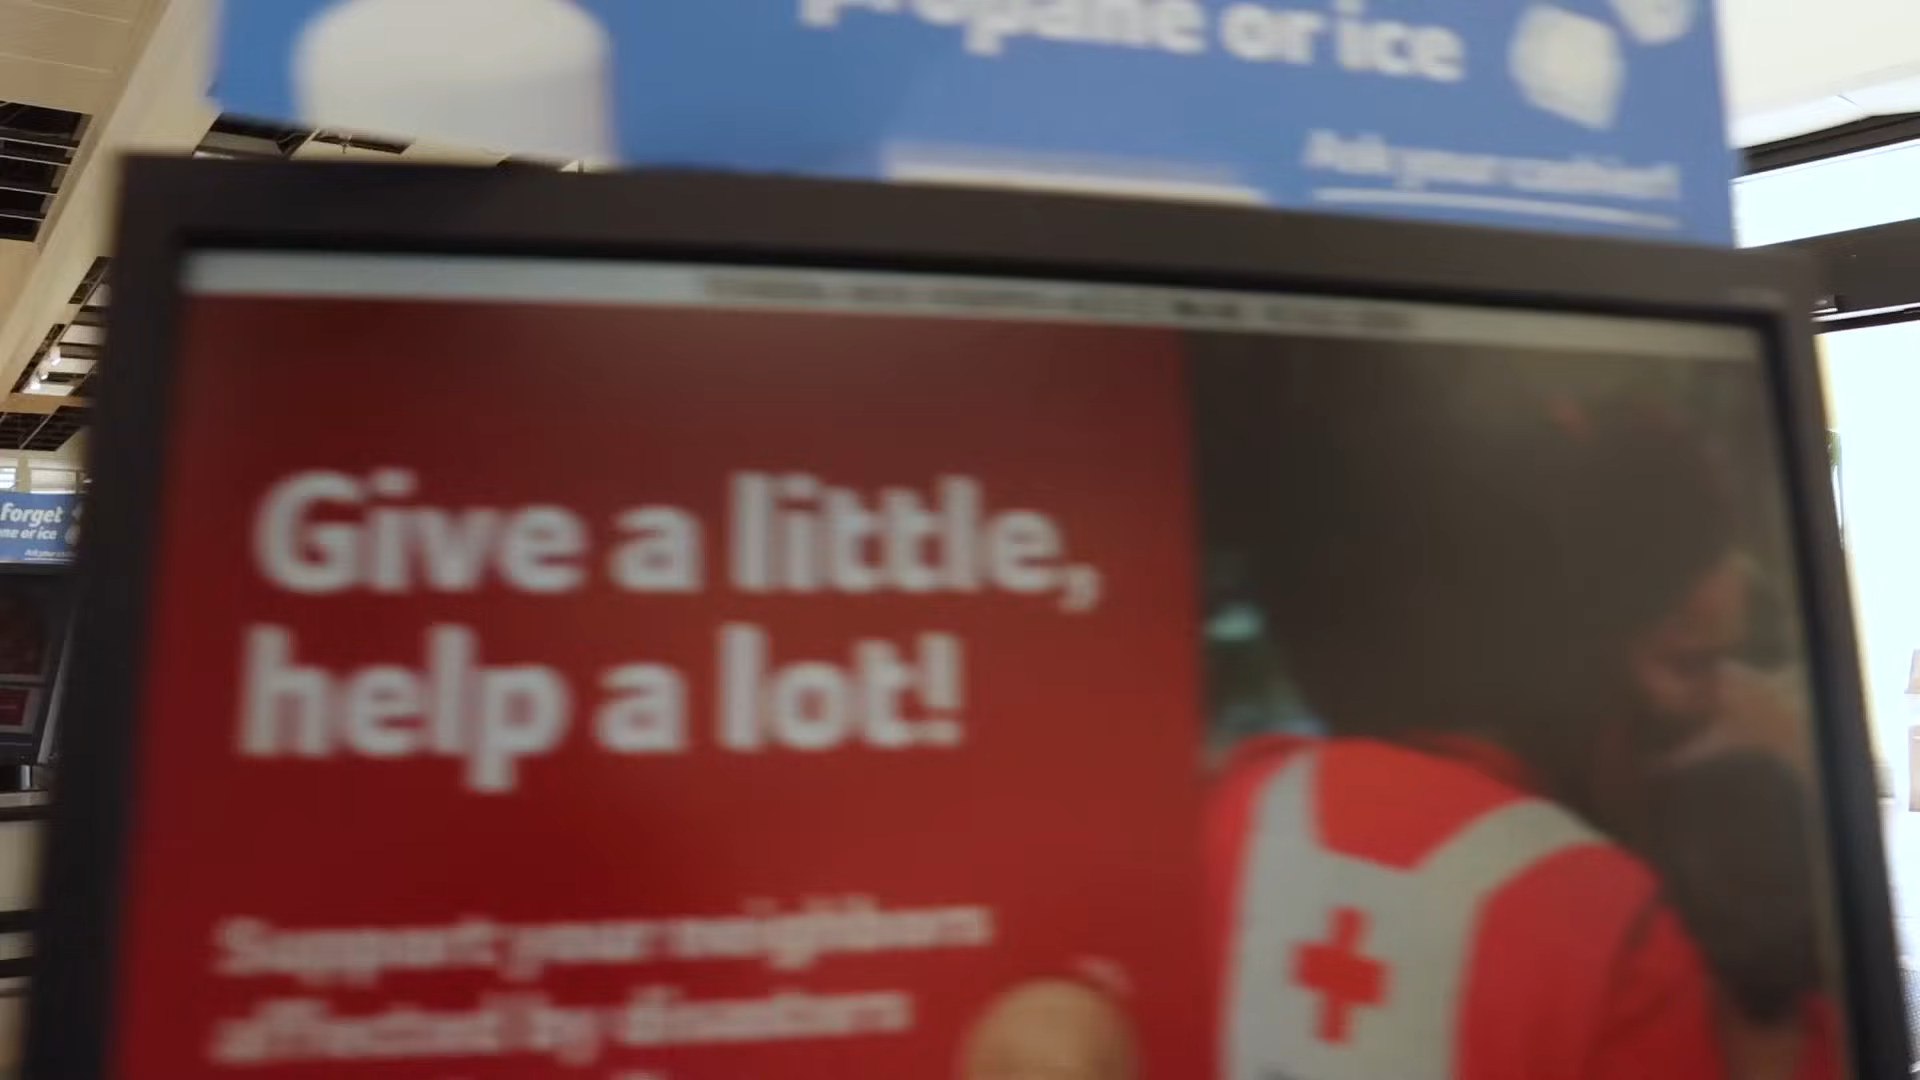 propane or ice
Ask your cashier!
forget
ne or ice
Give a little,
help a lot!
Support your neighbors
affected by disasters